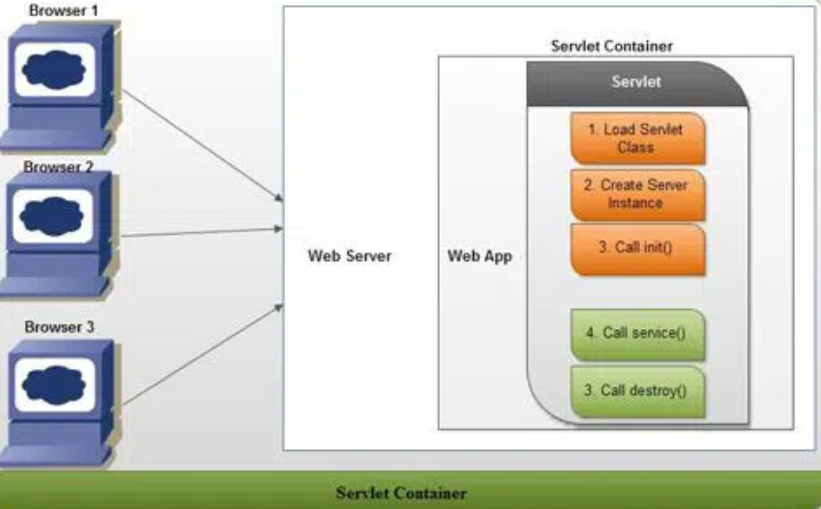 Browser 1
Servlet Container
Servlet
1. Load Servlet
Class
Browser 2
2. Create Server
Instance
Web Server
Web App
3. Call init()
Browser 3
4. Call service()
3. Call destroy()
Servlet Container